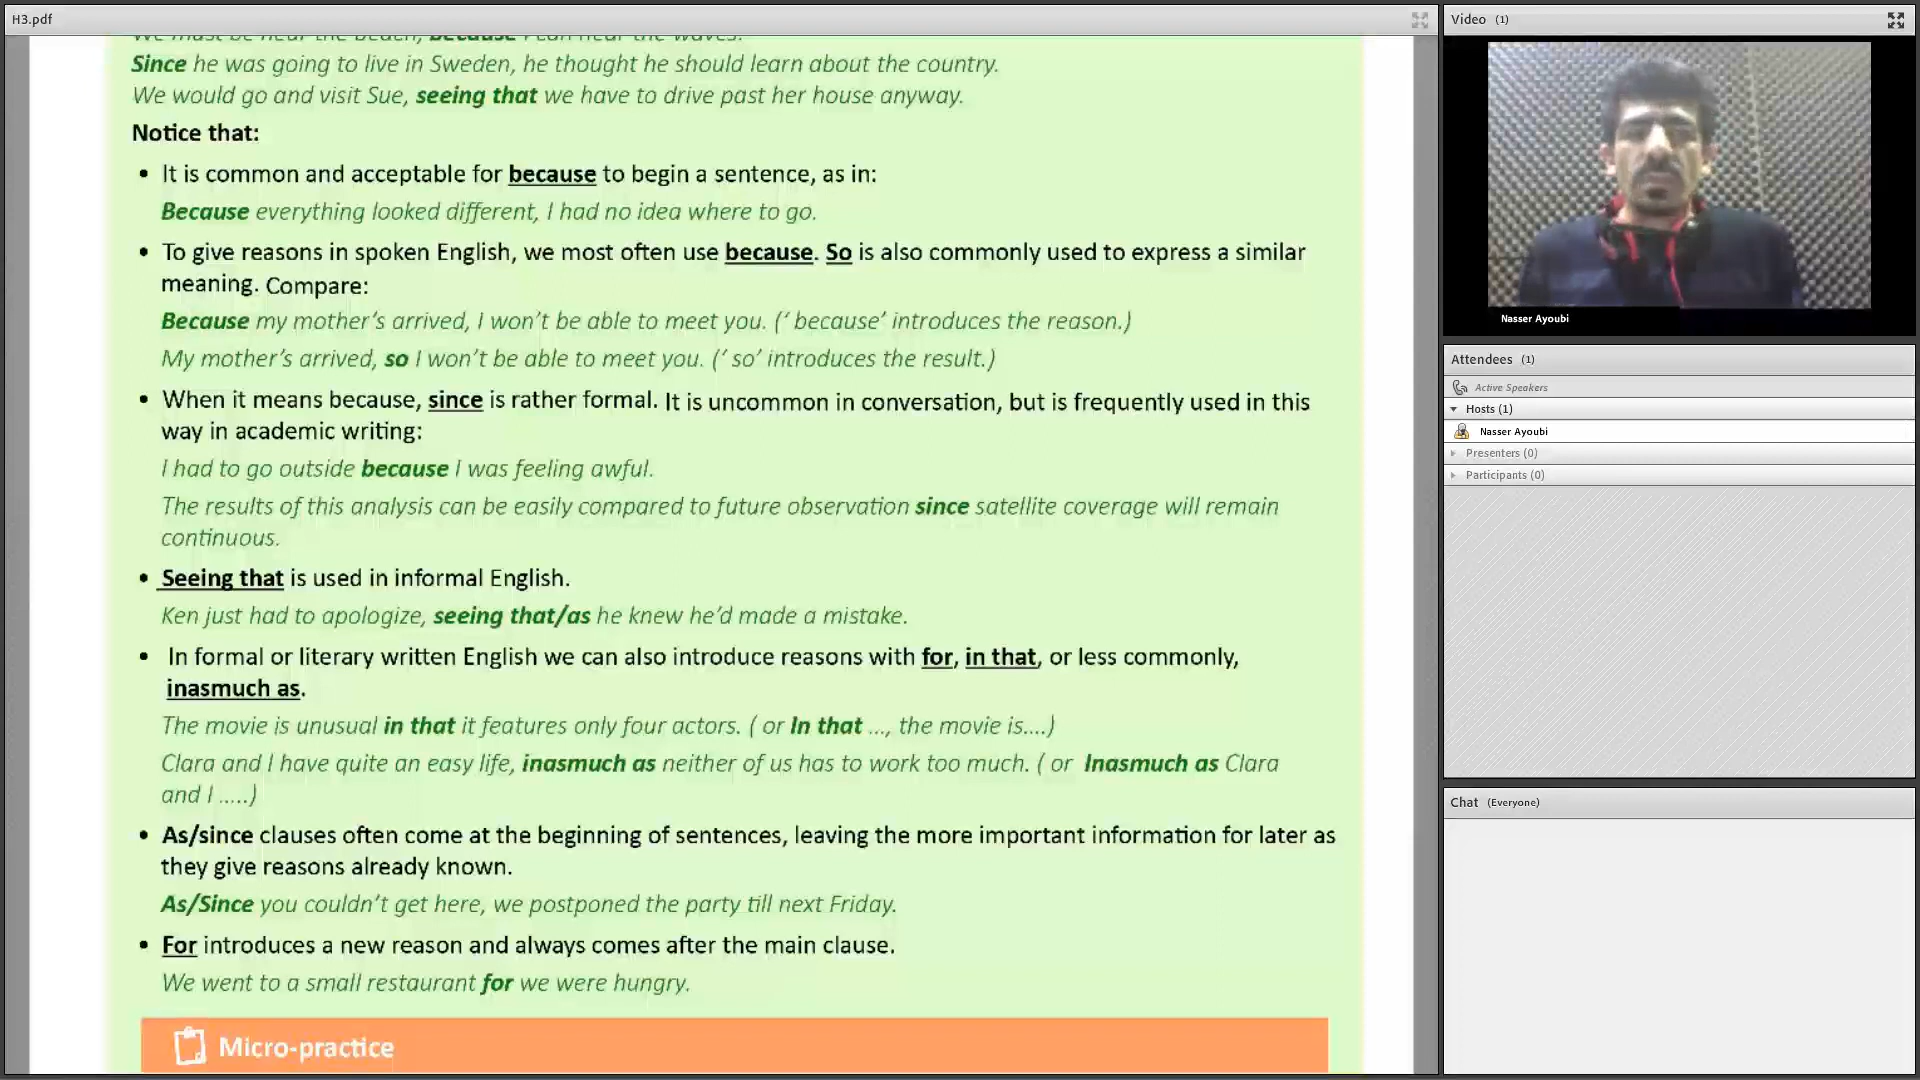 H3.pdf
We must be near the beach, because I can hear the waves.
Since he was going to live in Sweden, he thought he should learn about the country.
We would go and visit Sue, seeing that we have to drive past her house anyway.
Notice that:
• It is common and acceptable for because to begin a sentence, as in:
Because everything looked different, I had no idea where to go.
• To give reasons in spoken English, we most often use because. So is also commonly used to express a similar
meaning. Compare:
Because my mother's arrived, I won't be able to meet you. (' because' introduces the reason.)
My mother's arrived, so I won't be able to meet you. (' so' introduces the result.)
• When it means because, since is rather formal. It is uncommon in conversation, but is frequently used in this
way in academic writing:
I had to go outside because I was feeling awful.
The results of this analysis can be easily compared to future observation since satellite coverage will remain
continuous.
• Seeing that is used in informal English.
Ken just had to apologize, seeing that/as he knew he'd made a mistake.
• In formal or literary written English we can also introduce reasons with for, in that, or less commonly,
inasmuch as.
The movie is unusual in that it features only four actors. ( or In that ..., the movie is....)
Clara and I have quite an easy life, inasmuch as neither of us has to work too much. ( or Inasmuch as Clara
and I .....)
• As/since clauses often come at the beginning of sentences, leaving the more important information for later as
they give reasons already known.
As/Since you couldn't get here, we postponed the party till next Friday.
• For introduces a new reason and always comes after the main clause.
We went to a small restaurant for we were hungry.
Micro-practice
Video (1)
Nasser Ayoubi
Attendees (1)
Active Speakers
Hosts (1)
Nasser Ayoubi
Presenters (0)
Participants (0)
Chat (Everyone)